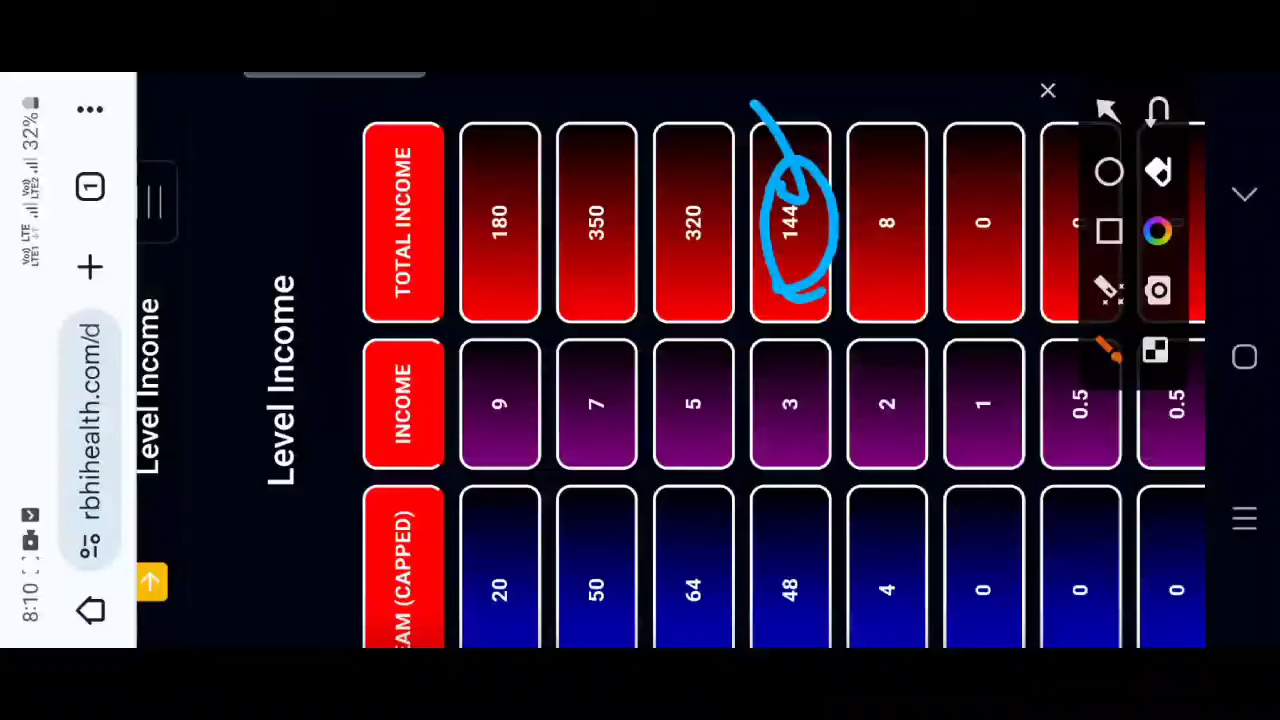 8:10 32%
rbhihealth.com/d 1
Level Income
Level Income
EAM (CAPPED) INCOME TOTAL INCOME
20 9 180
50 7 350
64 5 320
48 3 144
4 2 8
0 1 0
0 0.5
0 0.5